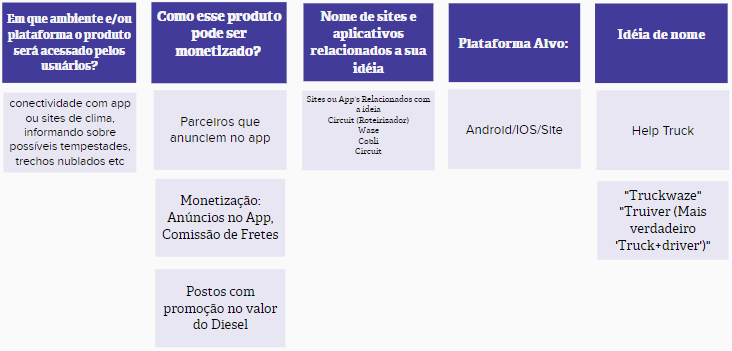 Em que ambiente e/ou
plataforma o produto
será acessado pelos
usuários?
conectividade com app
ou sites de clima,
informando sobre
possíveis tempestades,
trechos nublados etc
Como esse produto
pode ser
monetizado?
Parceiros que
anunciem no app
Monetização:
Anúncios no App,
Comissão de Fretes
Postos com
promoção no valor
do Diesel
Nome de sites e
aplicativos
relacionados a sua
idéia
Sites ou App's Relacionados com
a ideia
Circuit (Roteirizador)
Waze
Cobli
Circuit
Plataforma Alvo:
Android/IOS/Site
Idéia de nome
Help Truck
"Truckwaze"
"Truiver (Mais
verdadeiro
'Truck+driver')"